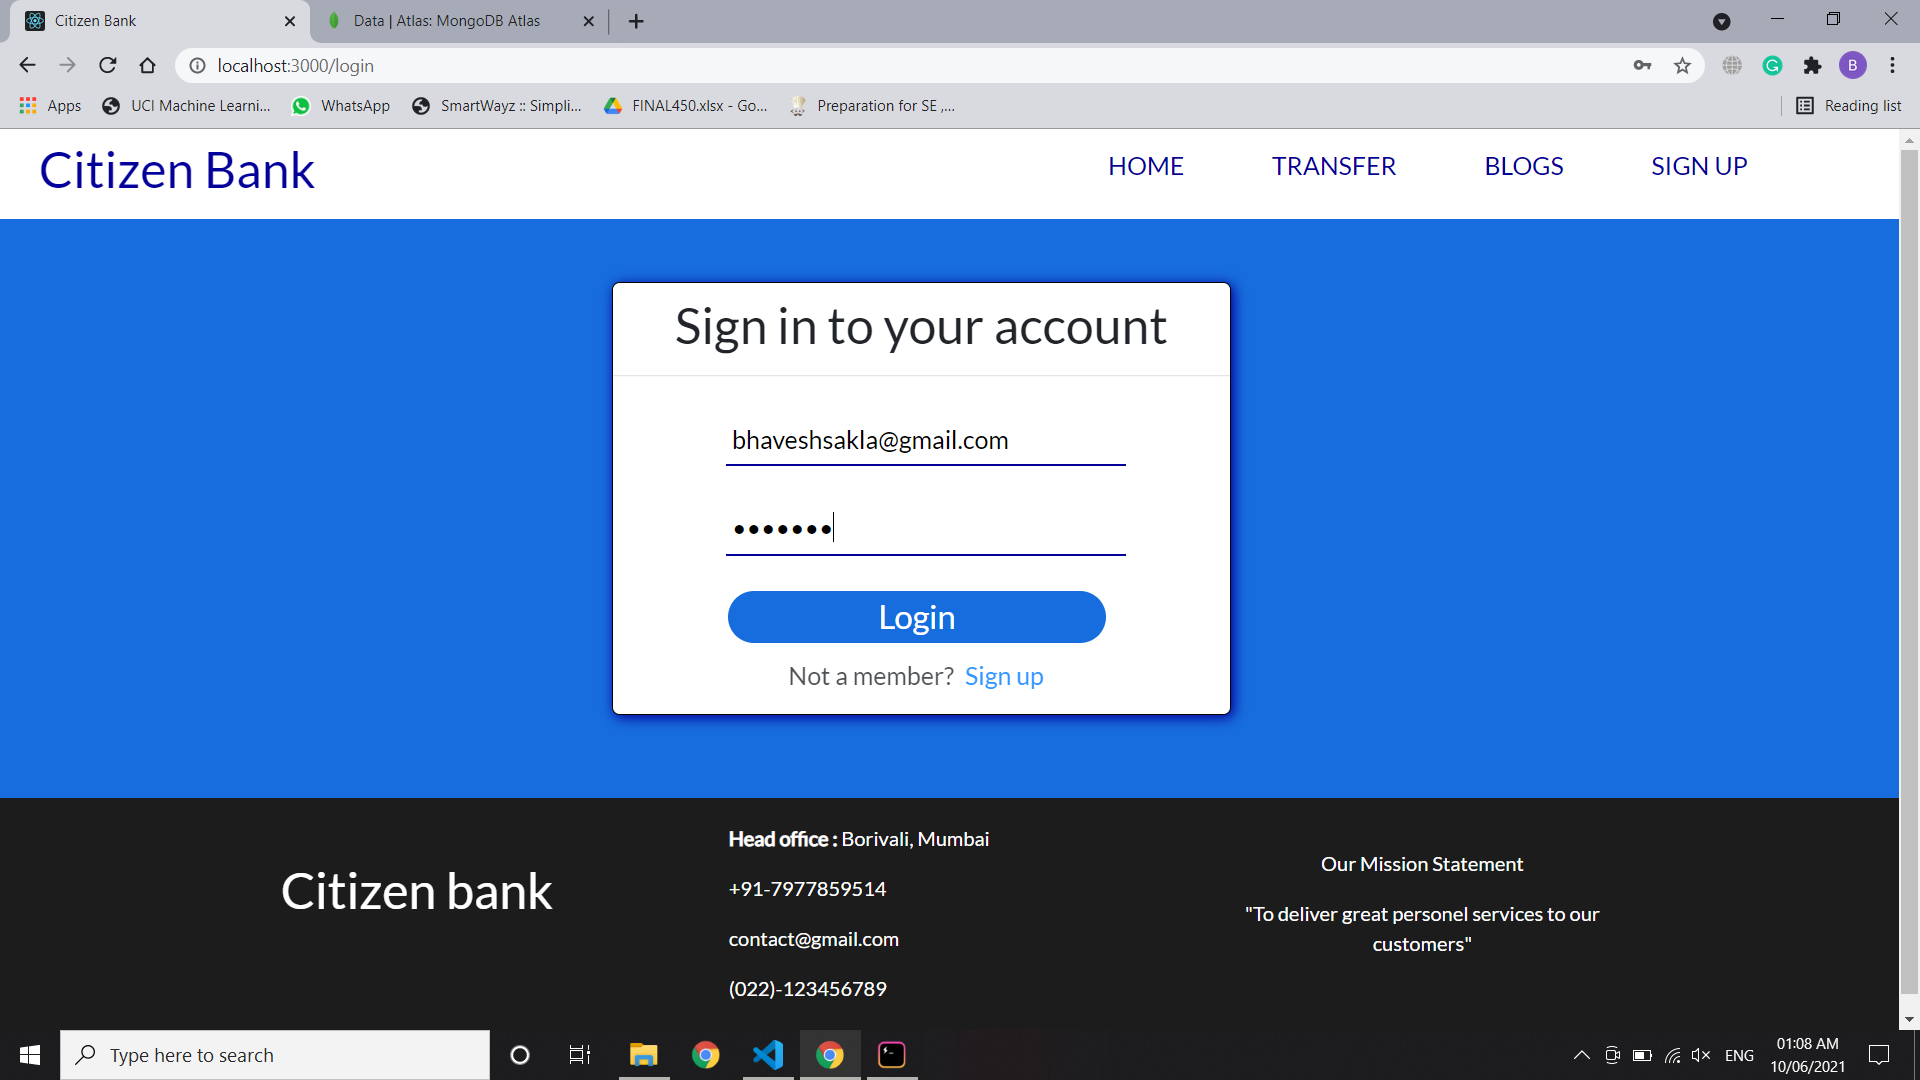 Citizen Bank
Data | Atlas: MongoDB Atlas
localhost:3000/login
B
Apps
UCI Machine Learni...
WhatsApp
SmartWayz :: Simpli...
FINAL450.xlsx - Go...
Preparation for SE ,...
Reading list
Citizen Bank
HOME
TRANSFER
BLOGS
SIGN UP
Sign in to your account
bhaveshsakla@gmail.com
•••••••
Login
Not a member? Sign up
Citizen bank
Head office : Borivali, Mumbai
+91-7977859514
contact@gmail.com
(022)-123456789
Our Mission Statement
"To deliver great personel services to our
customers"
Type here to search
ENG
01:08 AM
10/06/2021